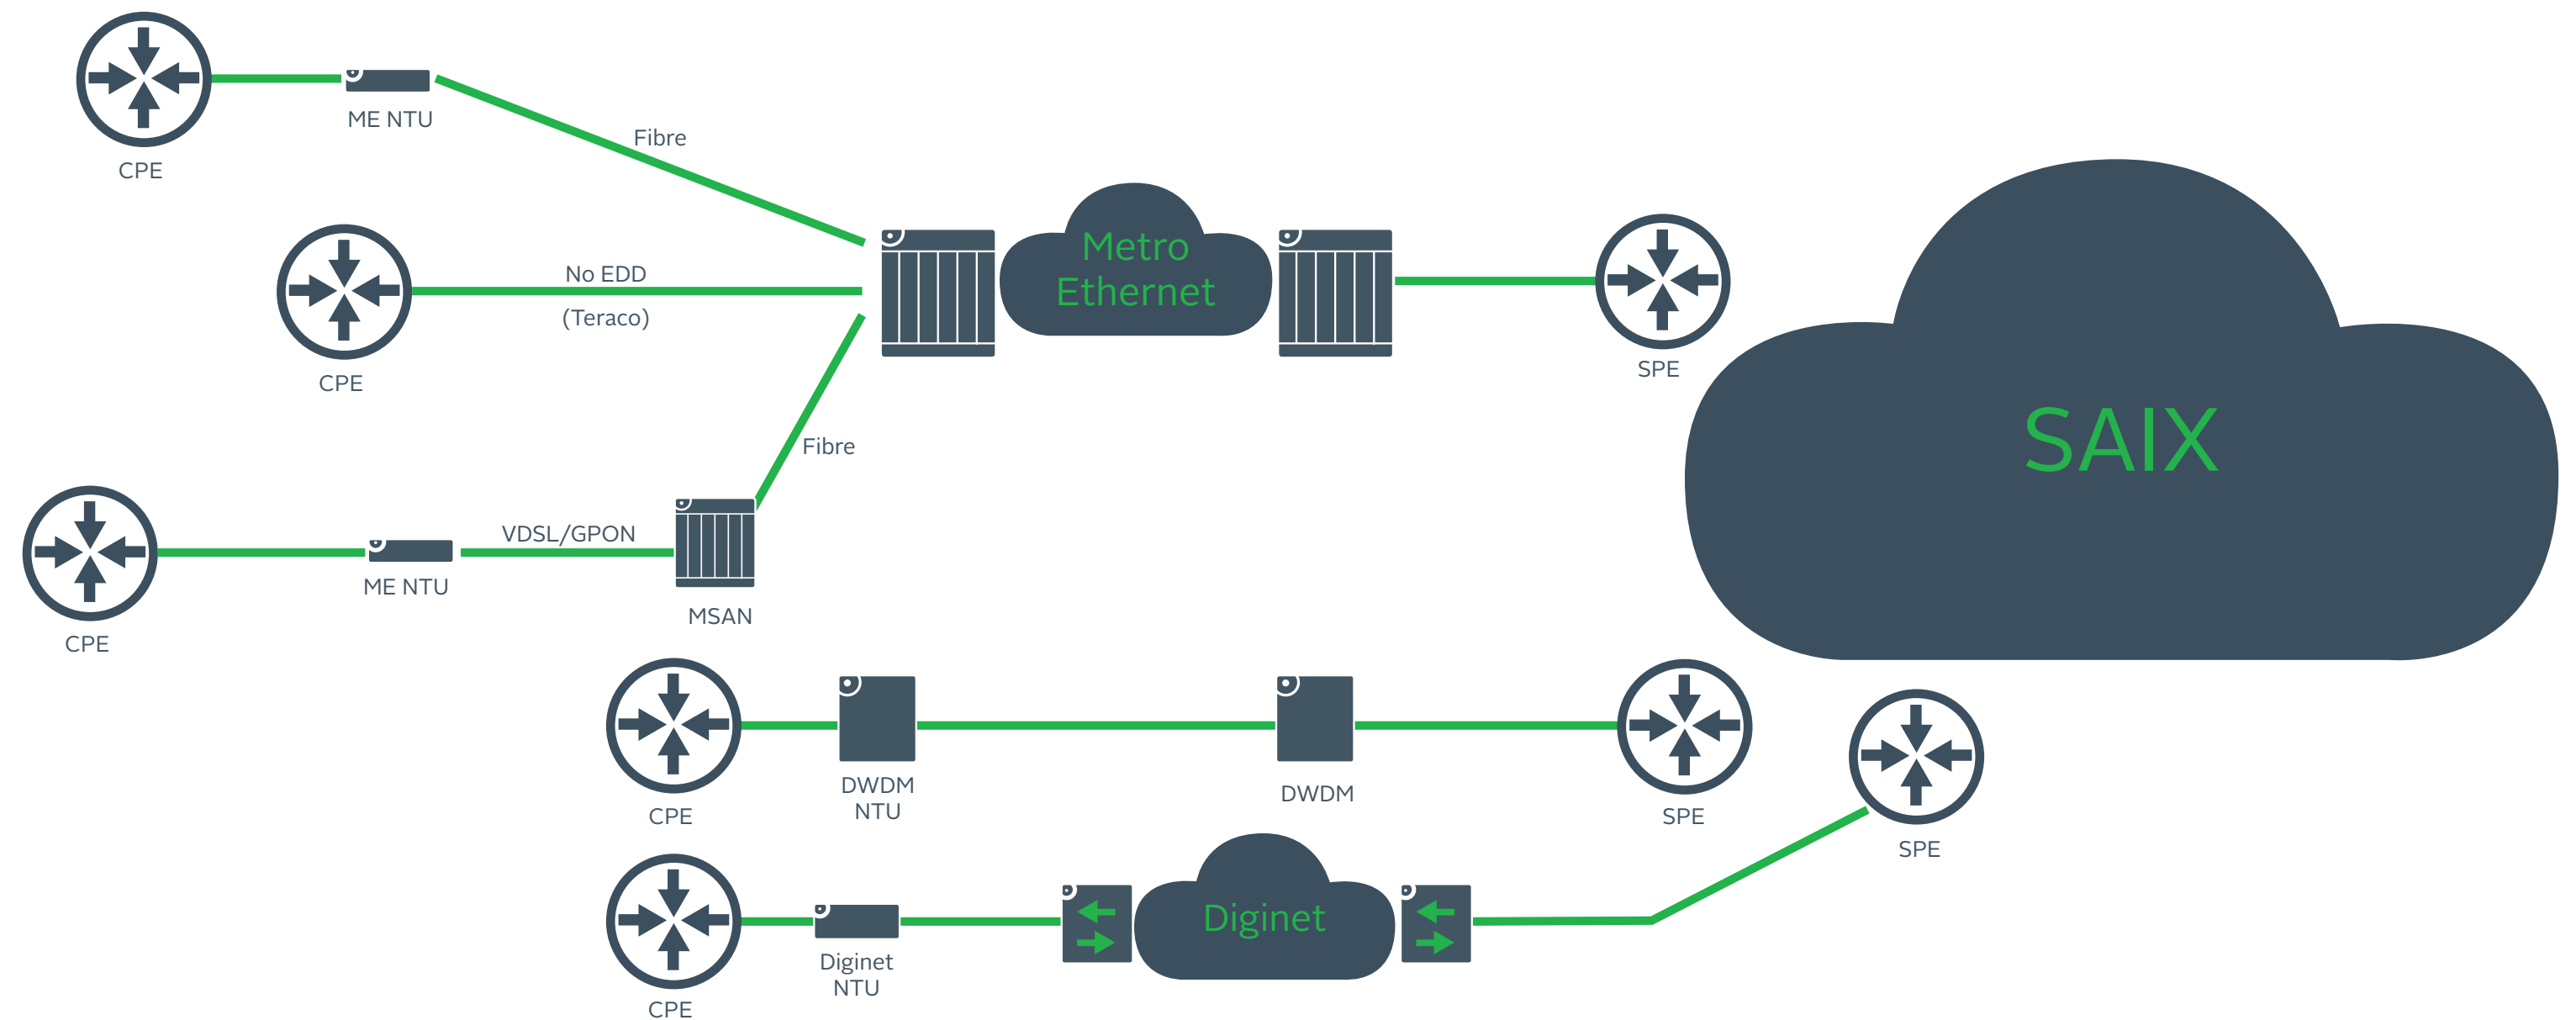 ME NTU
Fibre
CPE
Metro
Ethernet
No EDD
(Teraco)
SPE
CPE
SAIX
Fibre
VDSL/GPON
ME NTU
MSAN
CPE
DWDM
NTU
DWDM
CPE
SPE
SPE
Diginet
Diginet
NTU
CPE